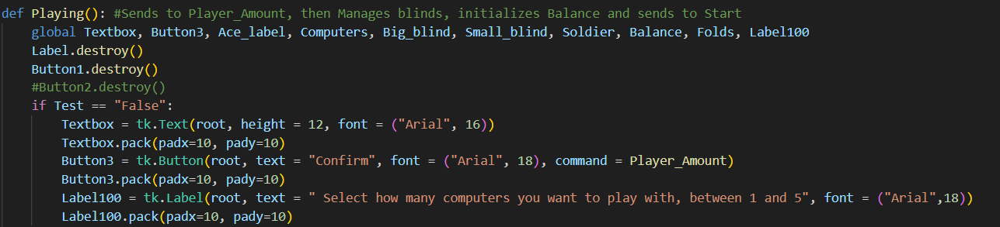 def Playing(): #Sends to Player_Amount, then Manages blinds, initializes Balance and sends to Start
    global Textbox, Button3, Ace_label, Computers, Big_blind, Small_blind, Soldier, Balance, Folds, Label100
    Label.destroy()
    Button1.destroy()
    #Button2.destroy()
    if Test == "False":
        Textbox = tk.Text(root, height = 12, font = ("Arial", 16))
        Textbox.pack(padx=10, pady=10)
        Button3 = tk.Button(root, text = "Confirm", font = ("Arial", 18), command = Player_Amount)
        Button3.pack(padx=10, pady=10)
        Label100 = tk.Label(root, text = " Select how many computers you want to play with, between 1 and 5", font = ("Arial",18))
        Label100.pack(padx=10, pady=10)